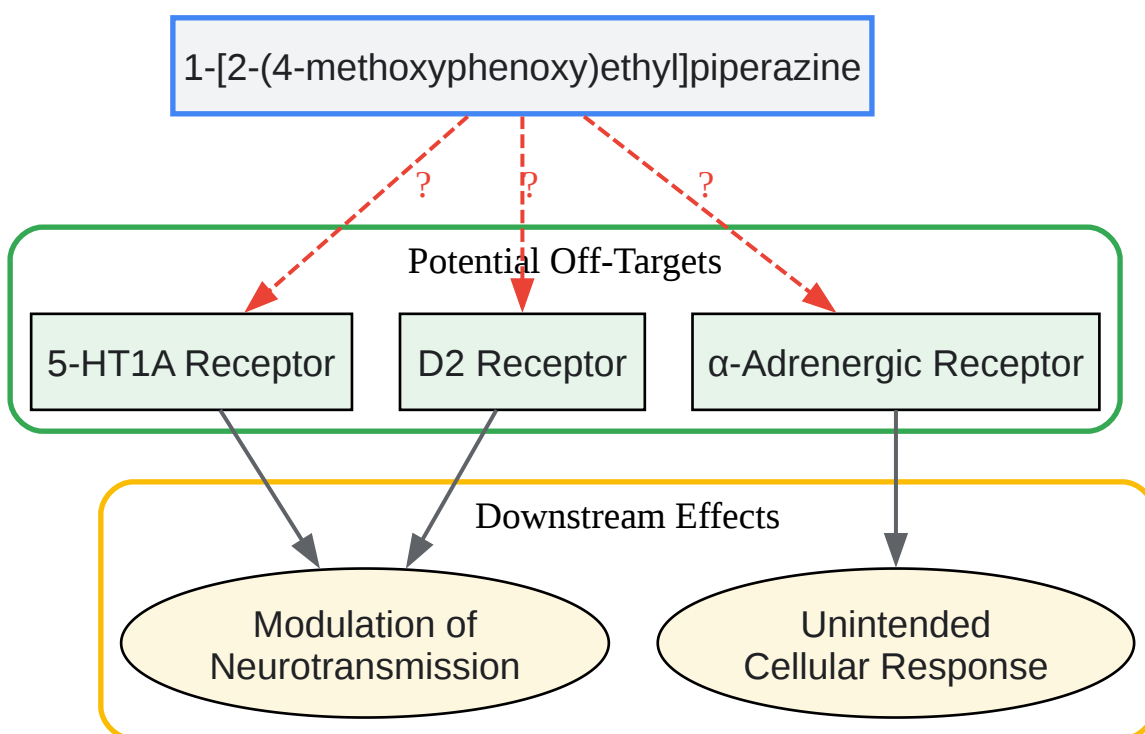 1-[2-(4-methoxyphenoxy)ethyl]piperazine
? ? ?
Potential Off-Targets
5-HT1A Receptor
D2 Receptor
α-Adrenergic Receptor
Downstream Effects
Modulation of
Neurotransmission
Unintended
Cellular Response